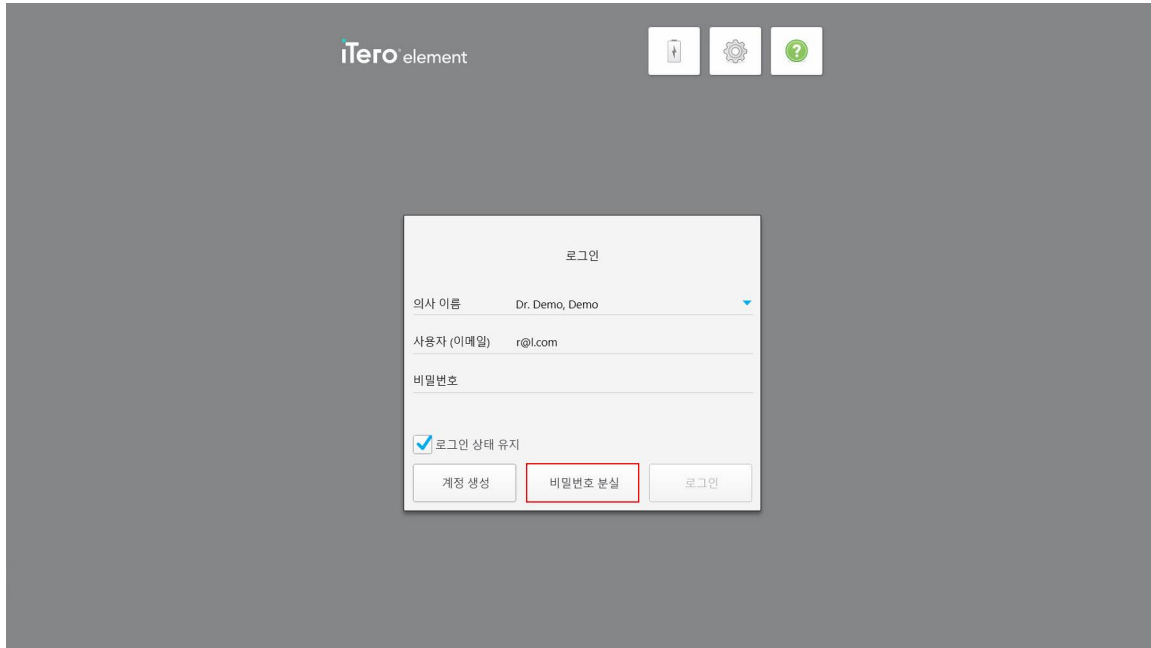 iTero element
?
로그인
의사 이름 Dr. Demo, Demo
사용자 (이메일) r@l.com
비밀번호
로그인 상태 유지
계정 생성 비밀번호 분실 로그인